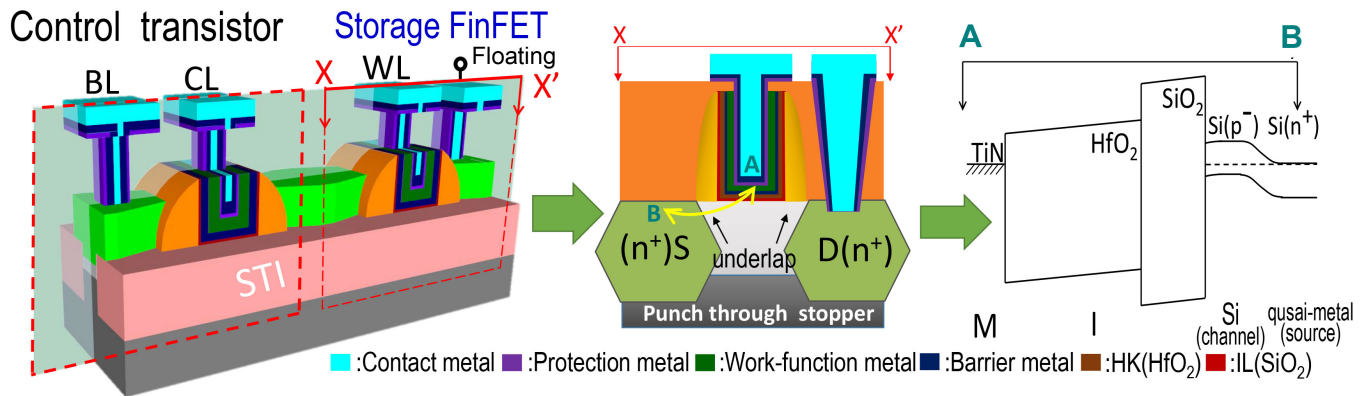 Control transistor
Storage FinFET
BL
CL
WL
Floating
X
X’
STI
X
X’
A
B
(n⁺)S
underlap
D(n⁺)
Punch through stopper
A
B
TiN
HfO₂
SiO₂
Si(p⁻)
Si(n⁺)
M
I
Si
(channel)
qusai-metal
(source)
:Contact metal :Protection metal :Work-function metal :Barrier metal :HK(HfO₂) :IL(SiO₂)